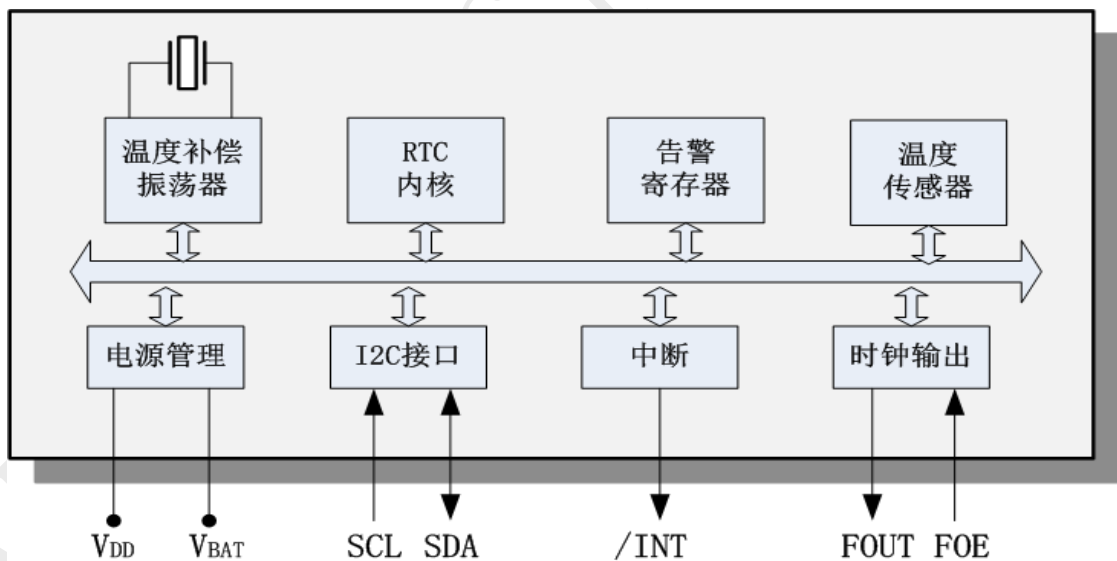 温度补偿
振荡器
RTC
内核
告警
寄存器
温度
传感器
电源管理
I2C接口
中断
时钟输出
VDD VBAT SCL SDA /INT FOUT FOE